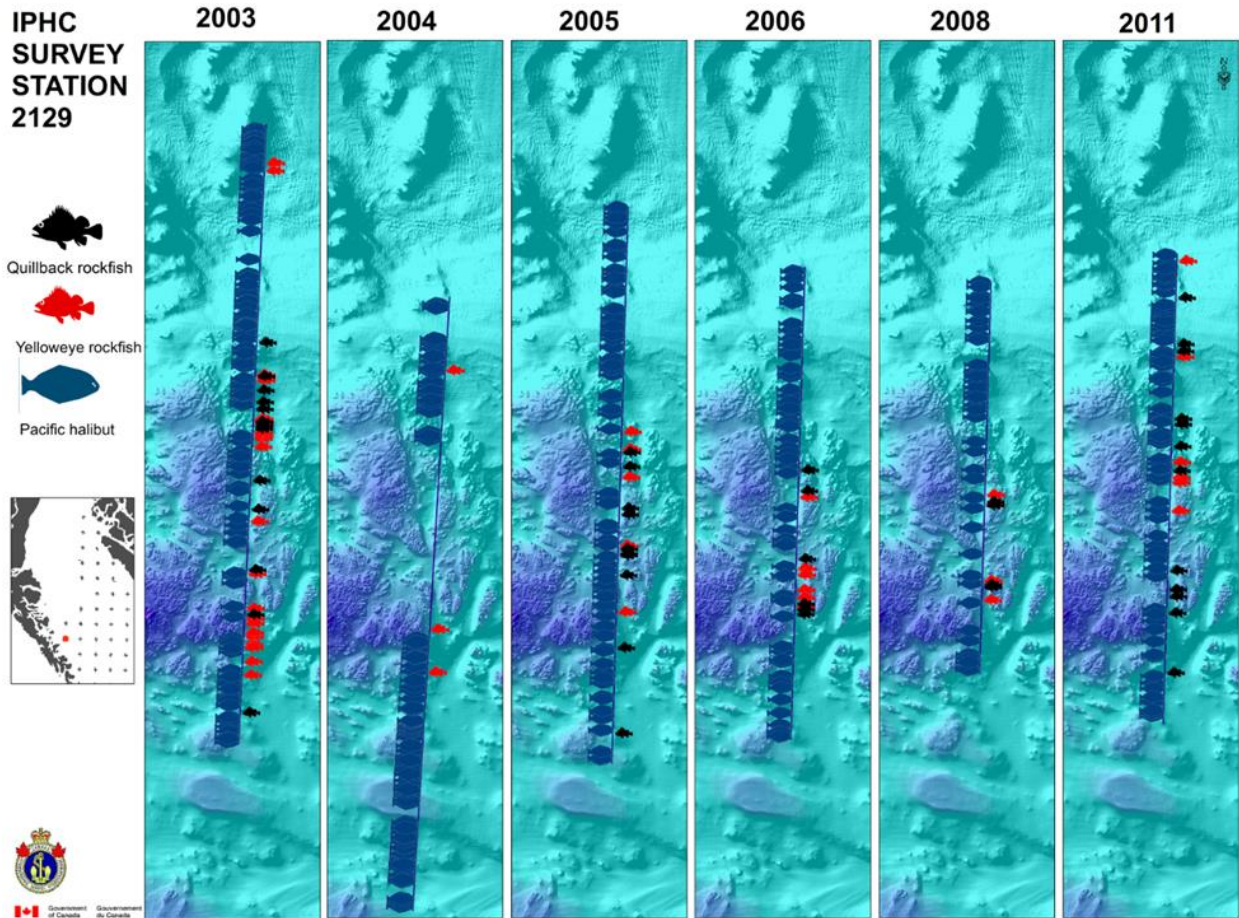 IPHC
SURVEY
STATION
2129
2003
2004
2005
2006
2008
2011
Quillback rockfish
Yelloweye rockfish
Pacific halibut
Government
of Canada
Gouvernement
du Canada